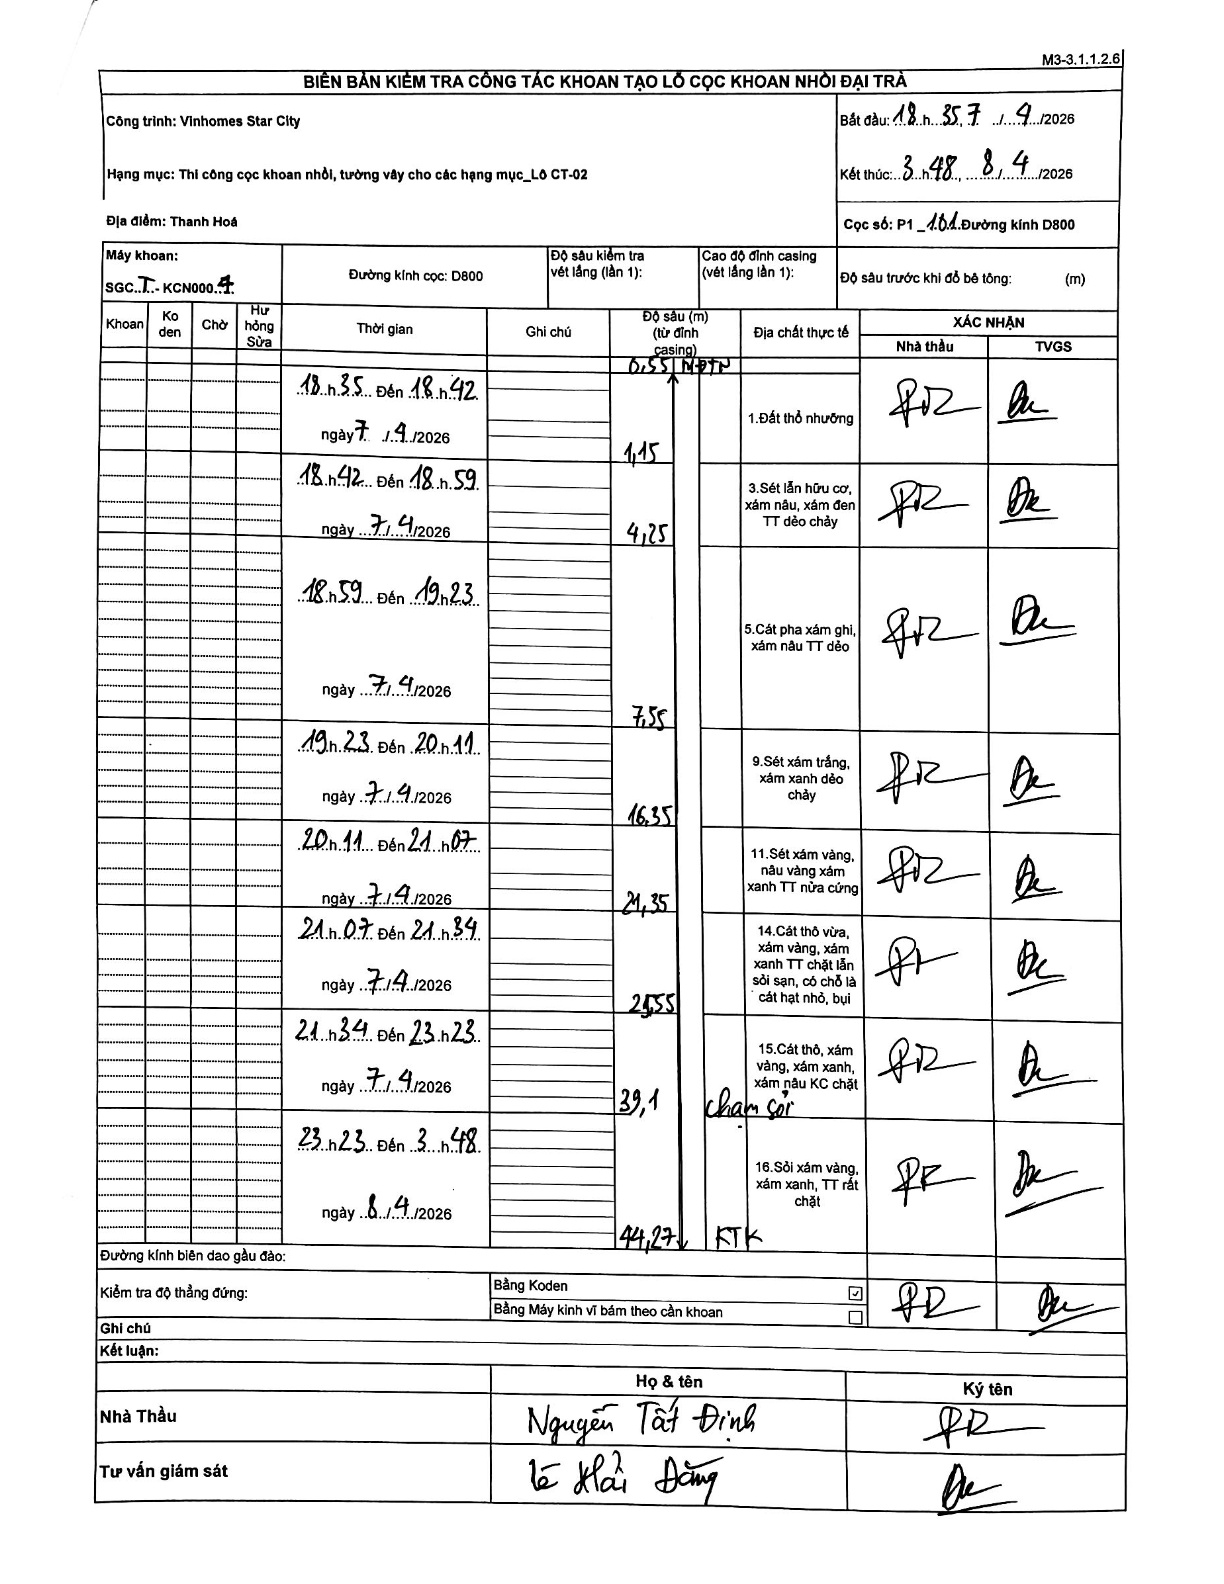 M3-3.1.1.2.6
BIÊN BẢN KIỂM TRA CÔNG TÁC KHOAN TẠO LỖ CỌC KHOAN NHỒI ĐẠI TRÀ
Công trình: Vinhomes Star City
Bắt đầu: 18 h 35, 7 / 4 /2026
Hạng mục: Thi công cọc khoan nhồi, tường vây cho các hạng mục_Lô CT-02
Kết thúc: 3 h 48, 8 / 4 /2026
Địa điểm: Thanh Hoá
Cọc số: P1 _ 101 Đường kính D800
Máy khoan:
SGC..T..- KCN000..4.
Đường kính cọc: D800
Độ sâu kiểm tra vét lắng (lần 1):
Cao độ đỉnh casing (vét lắng lần 1):
Độ sâu trước khi đổ bê tông: (m)
Khoan
Ko den
Chờ
Hư hỏng Sửa
Thời gian
Ghi chú
Độ sâu (m) (từ đỉnh casing)
Địa chất thực tế
XÁC NHẬN
Nhà thầu
TVGS
0,55 MĐTN
18 h 35 Đến 18 h 42
ngày 7 / 4 /2026
1,15
1.Đất thổ nhưỡng
18 h 42 Đến 18 h 59
ngày 7 / 4 /2026
4,25
3.Sét lẫn hữu cơ,
xám nâu, xám đen
TT dẻo chảy
18 h 59 Đến 19 h 23
ngày 7 / 4 /2026
7,55
5.Cát pha xám ghi,
xám nâu TT dẻo
19 h 23 Đến 20 h 11
ngày 7 / 4 /2026
16,35
9.Sét xám trắng,
xám xanh dẻo
chảy
20 h 11 Đến 21 h 07
ngày 7 / 4 /2026
21,35
11.Sét xám vàng,
nâu vàng xám
xanh TT nửa cứng
21 h 07 Đến 21 h 34
ngày 7 / 4 /2026
14.Cát thô vừa,
xám vàng, xám
xanh TT chặt lẫn
sỏi sạn, có chỗ là
cát hạt nhỏ, bụi
21 h 34 Đến 23 h 23
ngày 7 / 4 /2026
39,1
15.Cát thô, xám
vàng, xám xanh,
xám nâu KC chặt
chạm sỏi
23 h 23 Đến 3 h 48
ngày 8 / 4 /2026
44,27
16.Sỏi xám vàng,
xám xanh, TT rất
chặt
KTK
Đường kính biên dao gầu đào:
Kiểm tra độ thẳng đứng:
Bằng Koden
Bằng Máy kinh vĩ bám theo cần khoan
Ghi chú
Kết luận:
Họ & tên
Ký tên
Nhà Thầu
Nguyễn Tất Định
Tư vấn giám sát
Lê Hải Đăng